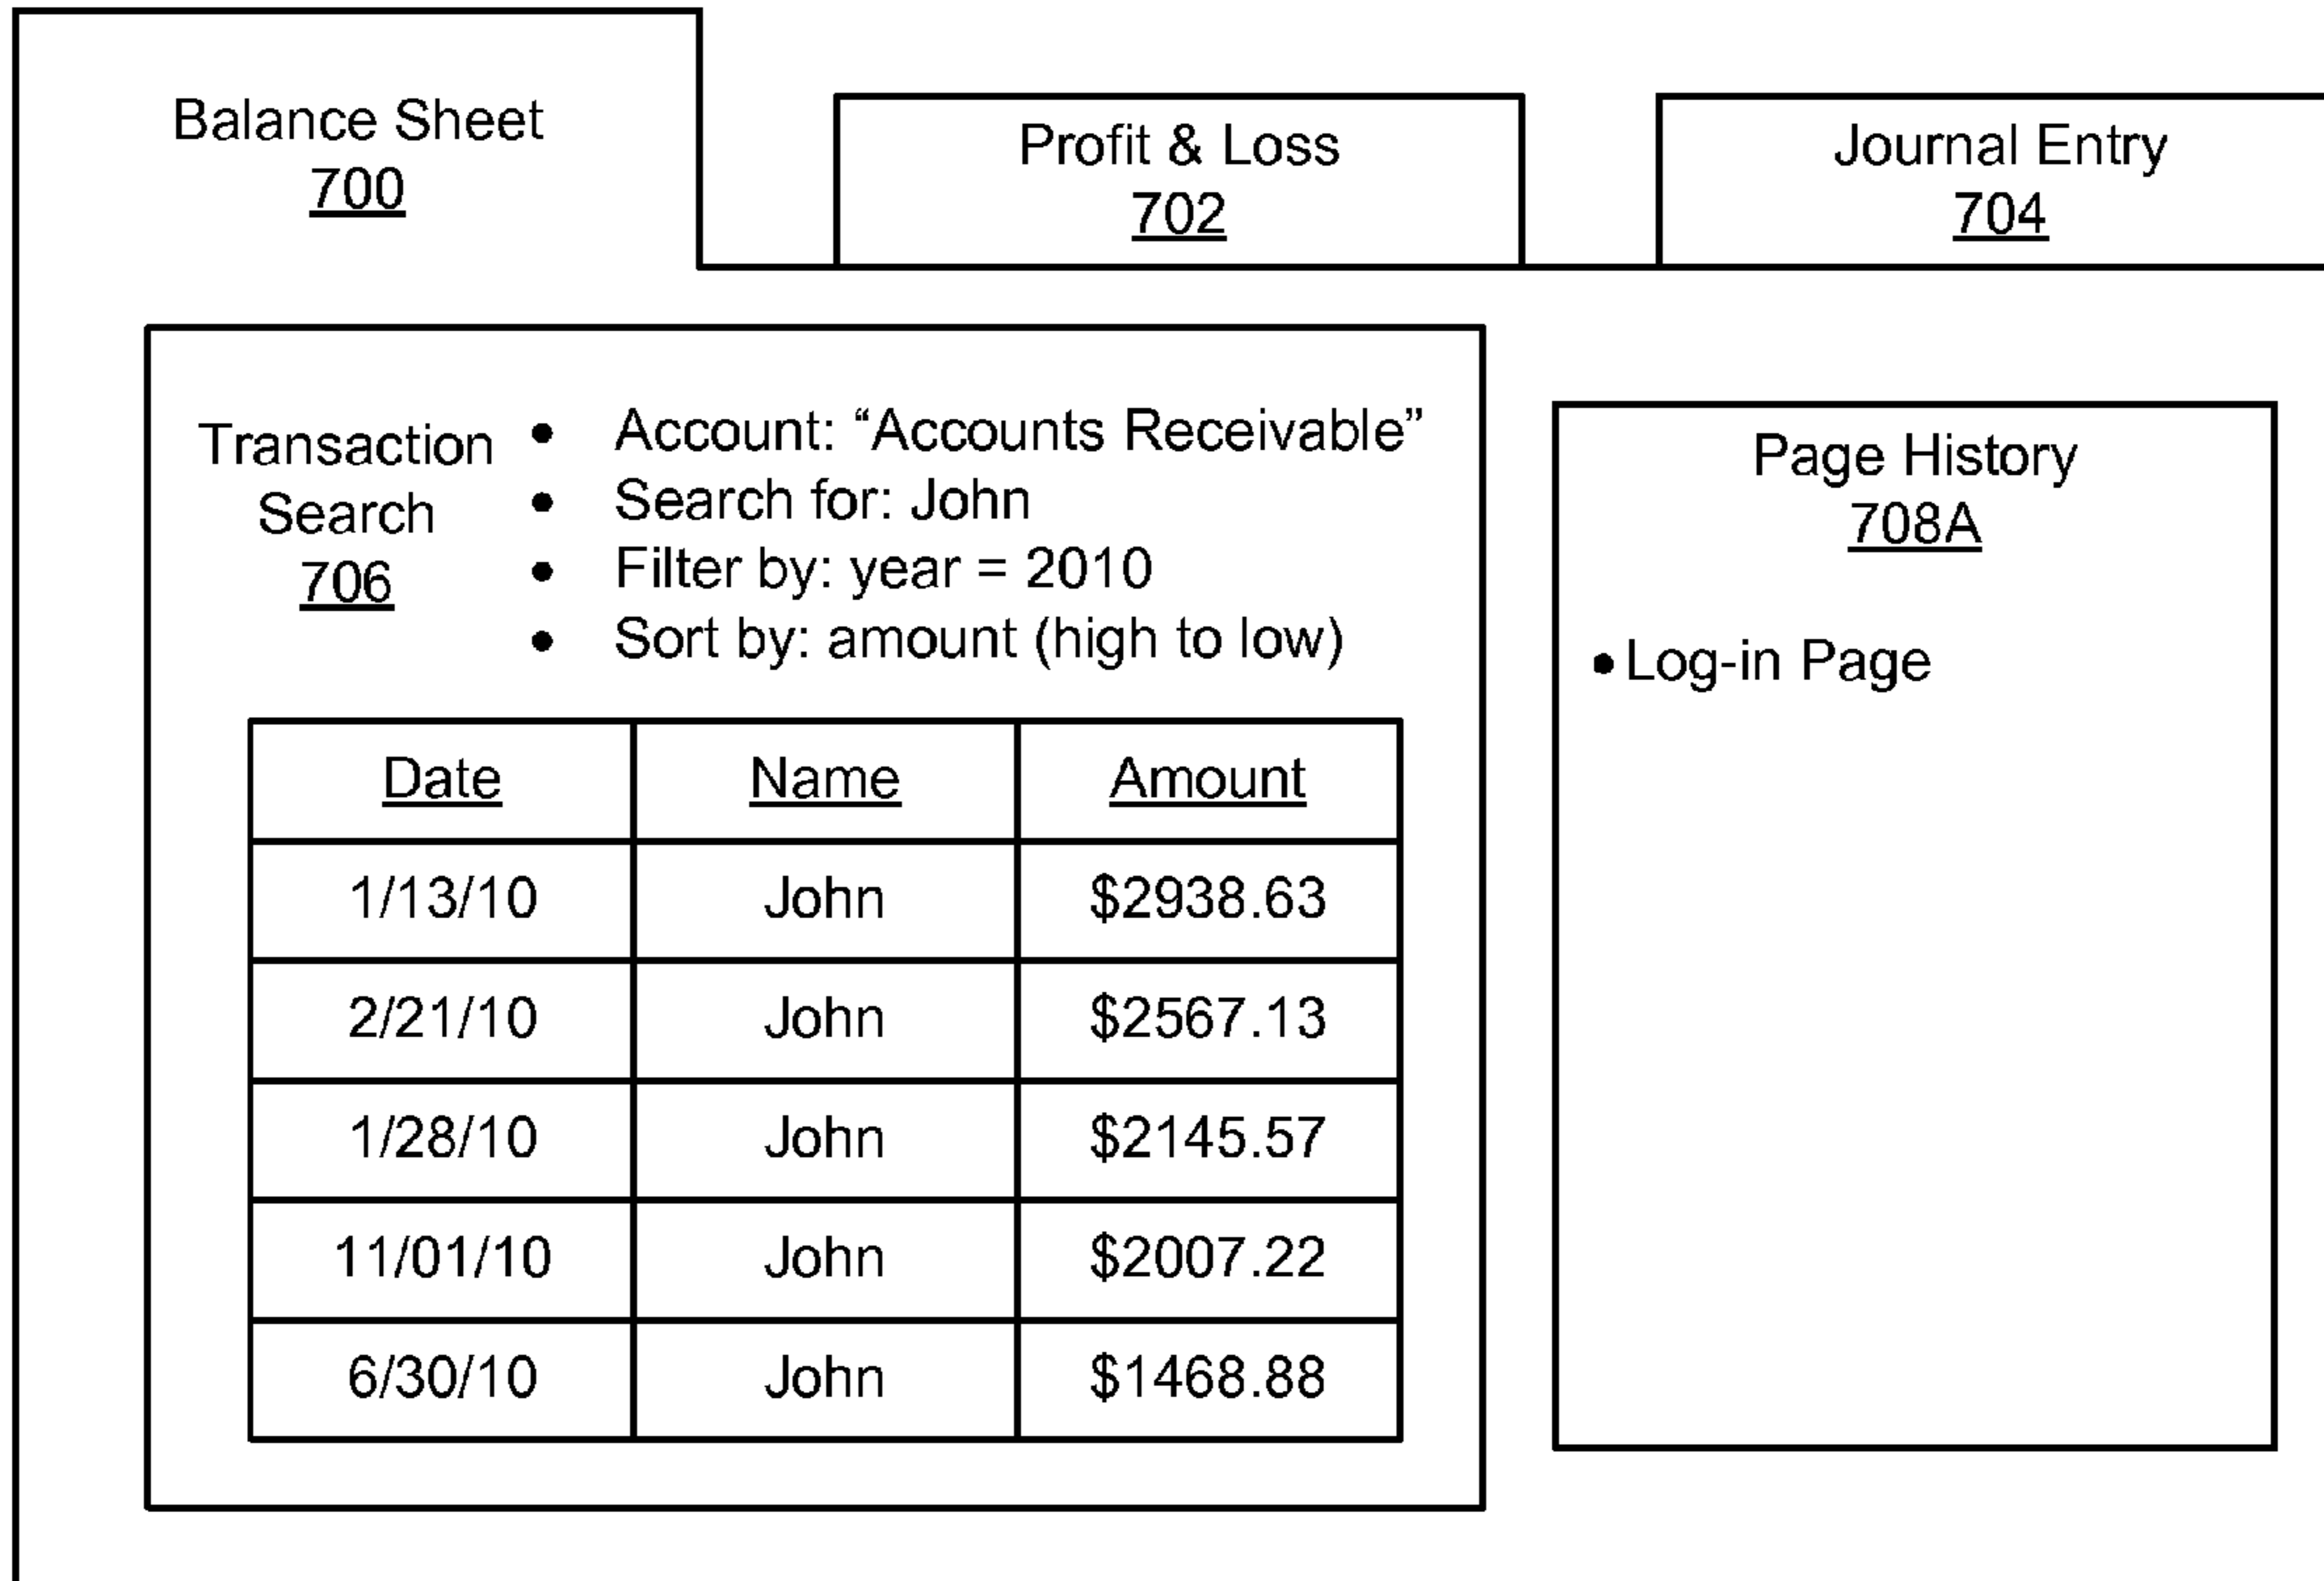 Balance Sheet
700
Profit & Loss
702
Journal Entry
704
Transaction
Search
706
• Account: “Accounts Receivable”
• Search for: John
• Filter by: year = 2010
• Sort by: amount (high to low)
Date Name Amount
1/13/10 John $2938.63
2/21/10 John $2567.13
1/28/10 John $2145.57
11/01/10 John $2007.22
6/30/10 John $1468.88
Page History
708A
• Log-in Page